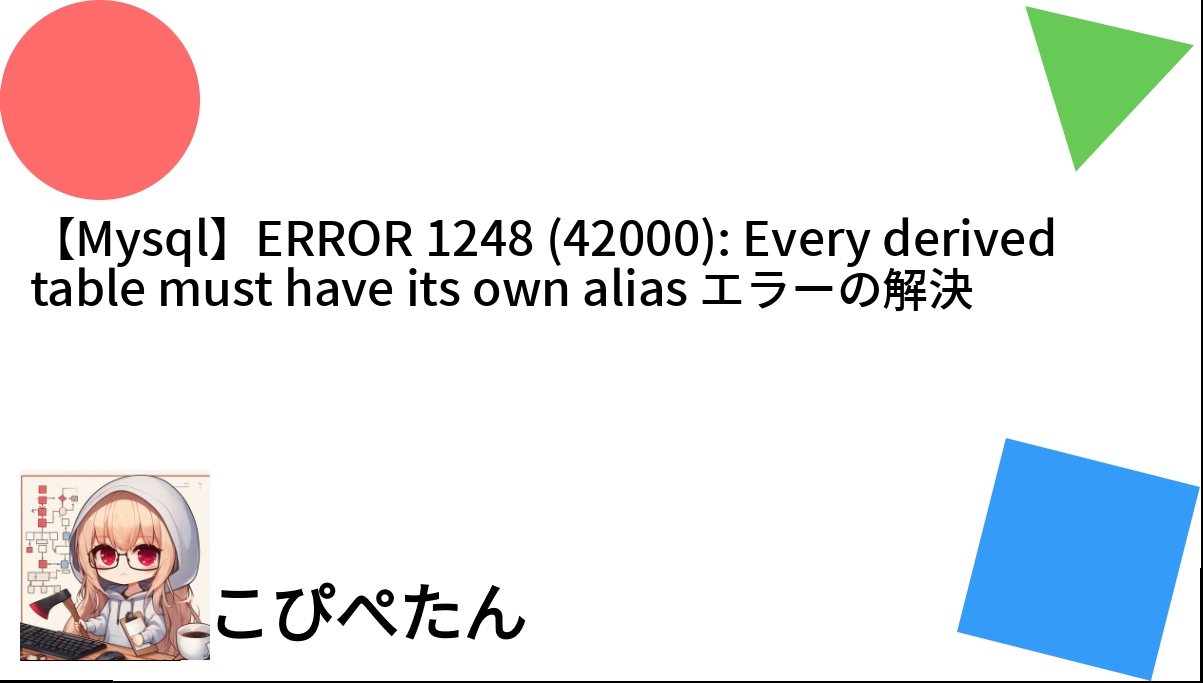 【Mysql】ERROR 1248 (42000): Every derived
table must have its own alias エラーの解決
こぴぺたん